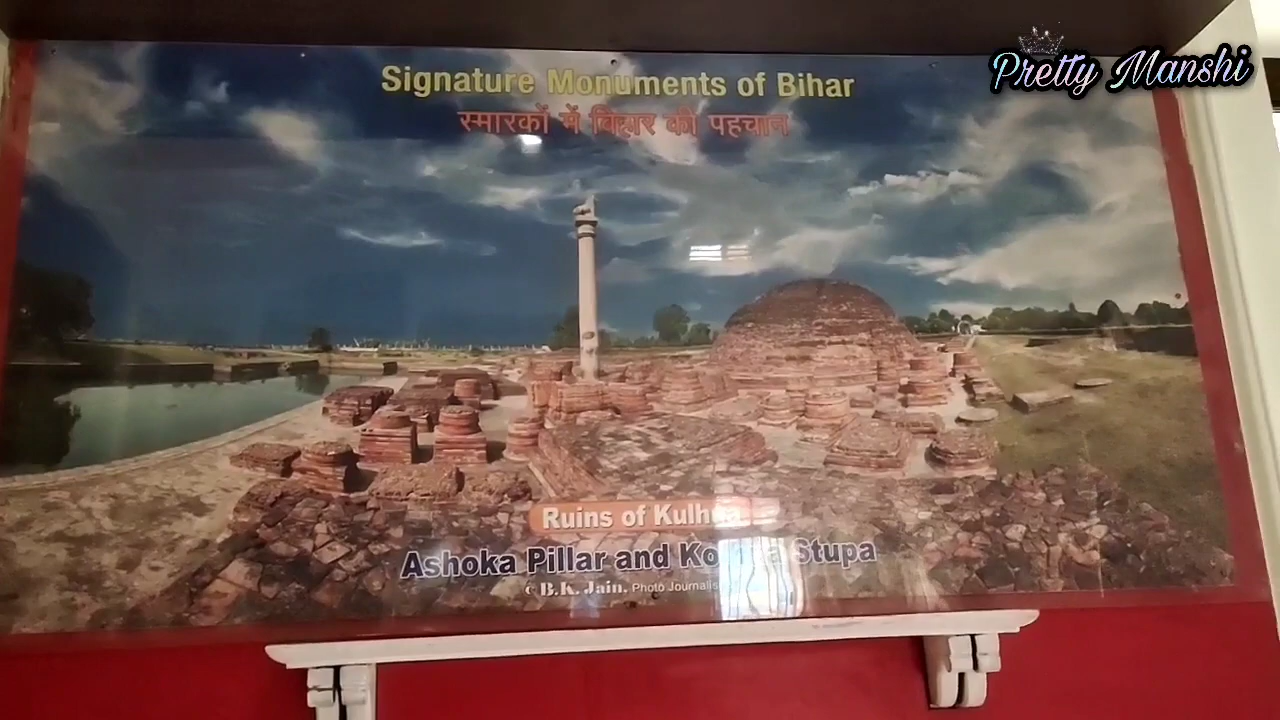 Pretty Manshi
Signature Monuments of Bihar
स्मारकों में बिहार की पहचान
Ruins of
Ashoka Pillar and Stupa
© B.K. Jain. Photo